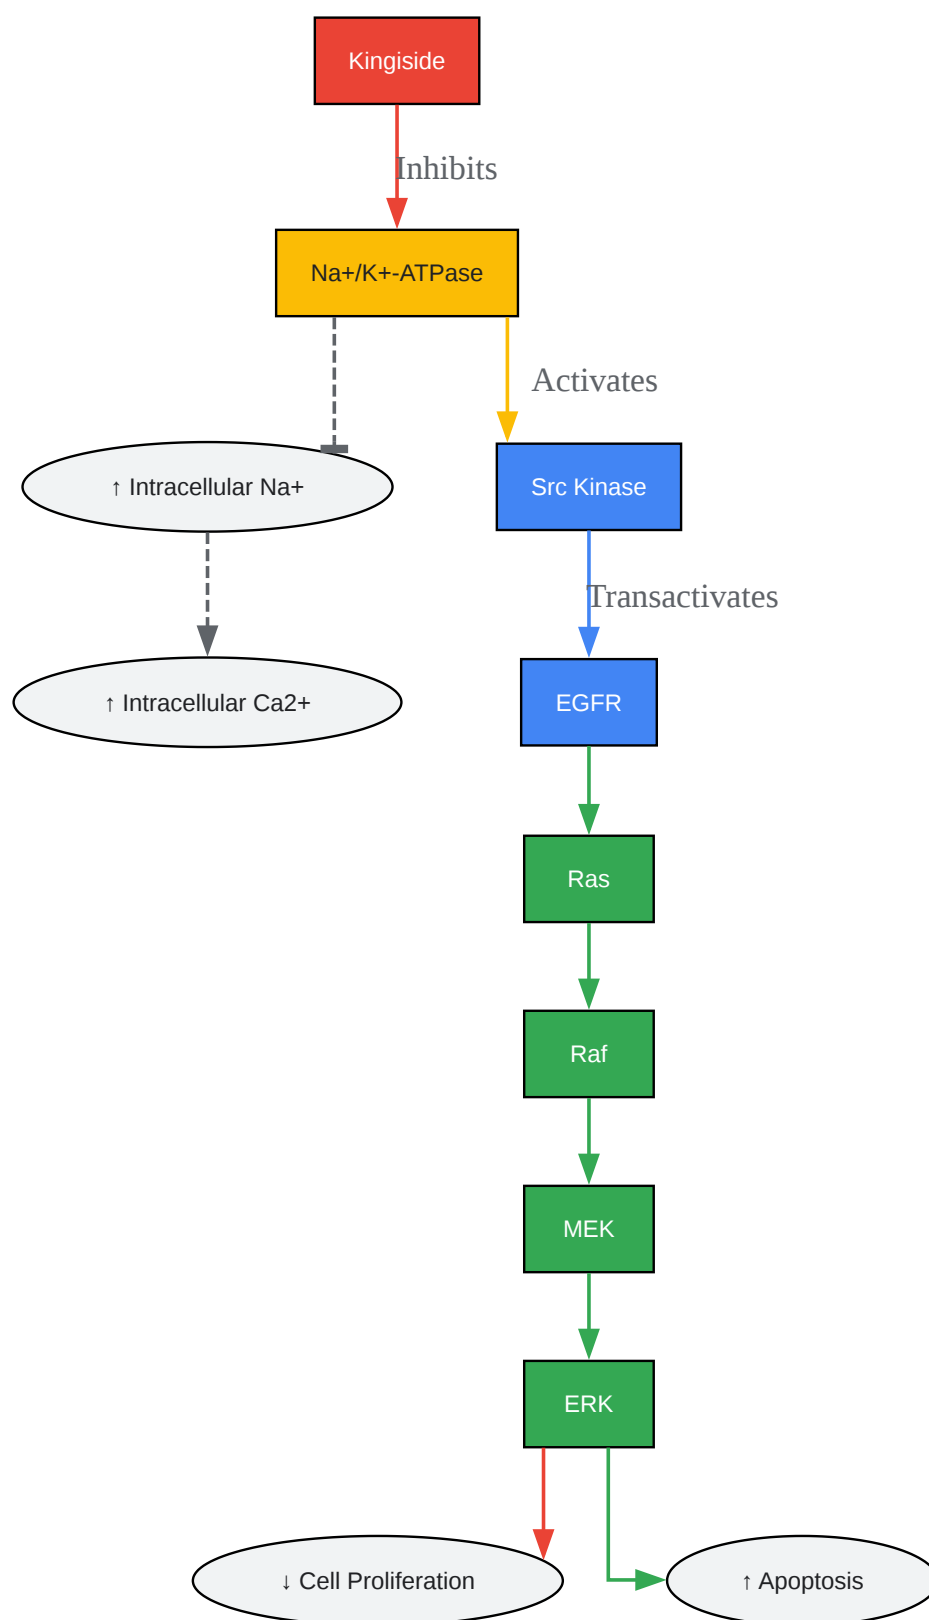 Kingiside
Inhibits
Na+/K+-ATPase
Activates
↑ Intracellular Na+
Src Kinase
Transactivates
↑ Intracellular Ca2+
EGFR
Ras
Raf
MEK
ERK
↓ Cell Proliferation
↑ Apoptosis